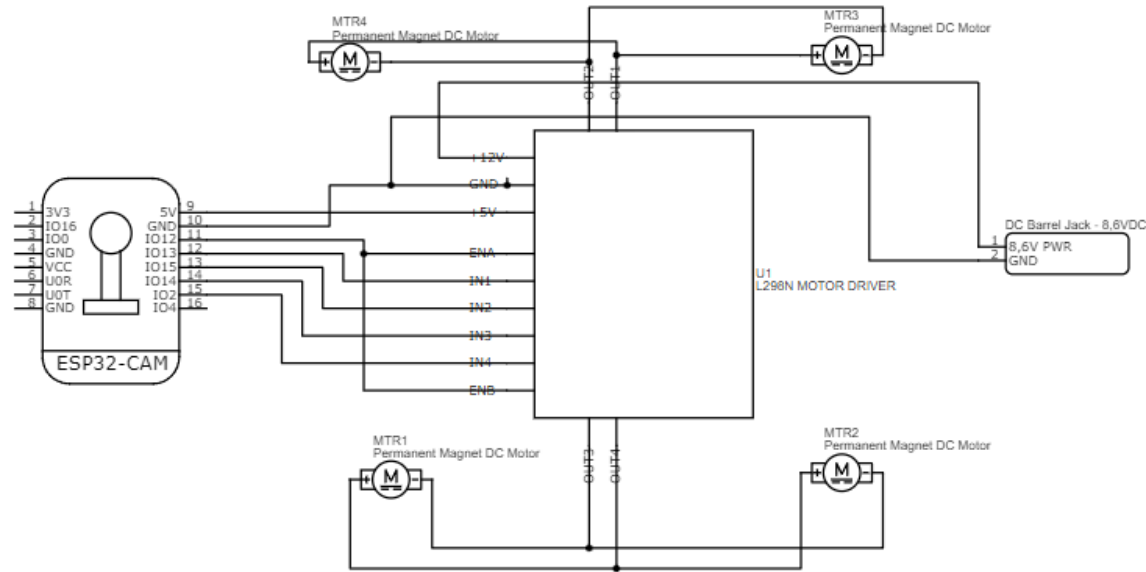 MTR4
Permanent Magnet DC Motor
M
MTR3
Permanent Magnet DC Motor
M
OUT2
OUT1
+12V
GND
+5V
ENA
IN1
IN2
IN3
IN4
ENB
1 3V3
2 IO16
3 IO0
4 GND
5 VCC
6 U0R
7 U0T
8 GND
5V 9
GND 10
IO12 11
IO13 12
IO15 13
IO14 14
IO2 15
IO4 16
ESP32-CAM
U1
L298N MOTOR DRIVER
DC Barrel Jack - 8,6VDC
1 8,6V PWR
2 GND
OUT3
OUT4
MTR1
Permanent Magnet DC Motor
M
MTR2
Permanent Magnet DC Motor
M